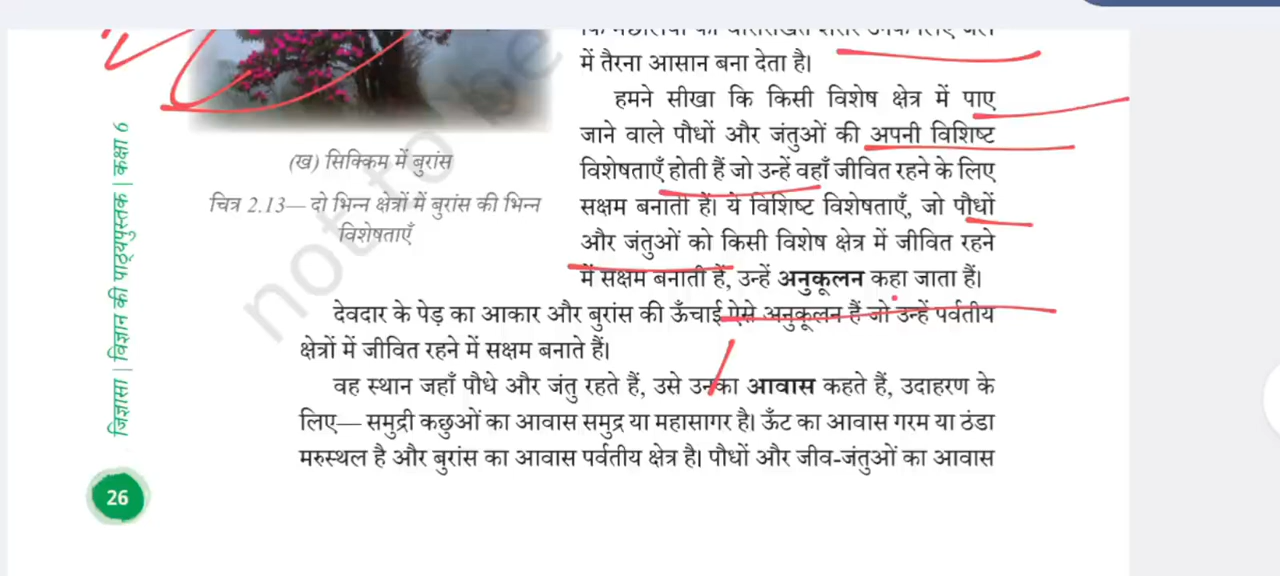 में तैरना आसान बना देता है।
हमने सीखा कि किसी विशेष क्षेत्र में पाए
जाने वाले पौधों और जंतुओं की अपनी विशिष्ट
विशेषताएँ होती हैं जो उन्हें वहाँ जीवित रहने के लिए
सक्षम बनाती हैं। ये विशिष्ट विशेषताएँ, जो पौधों
और जंतुओं को किसी विशेष क्षेत्र में जीवित रहने
में सक्षम बनाती हैं, उन्हें अनुकूलन कहा जाता हैं।
(ख) सिक्किम में बुरांस
चित्र 2.13— दो भिन्न क्षेत्रों में बुरांस की भिन्न
विशेषताएँ
देवदार के पेड़ का आकार और बुरांस की ऊँचाई ऐसे अनुकूलन हैं जो उन्हें पर्वतीय
क्षेत्रों में जीवित रहने में सक्षम बनाते हैं।
वह स्थान जहाँ पौधे और जंतु रहते हैं, उसे उनका आवास कहते हैं, उदाहरण के
लिए— समुद्री कछुओं का आवास समुद्र या महासागर है। ऊँट का आवास गरम या ठंडा
मरुस्थल है और बुरांस का आवास पर्वतीय क्षेत्र है। पौधों और जीव-जंतुओं का आवास
जिज्ञासा | विज्ञान की पाठ्यपुस्तक | कक्षा 6
26
not to be